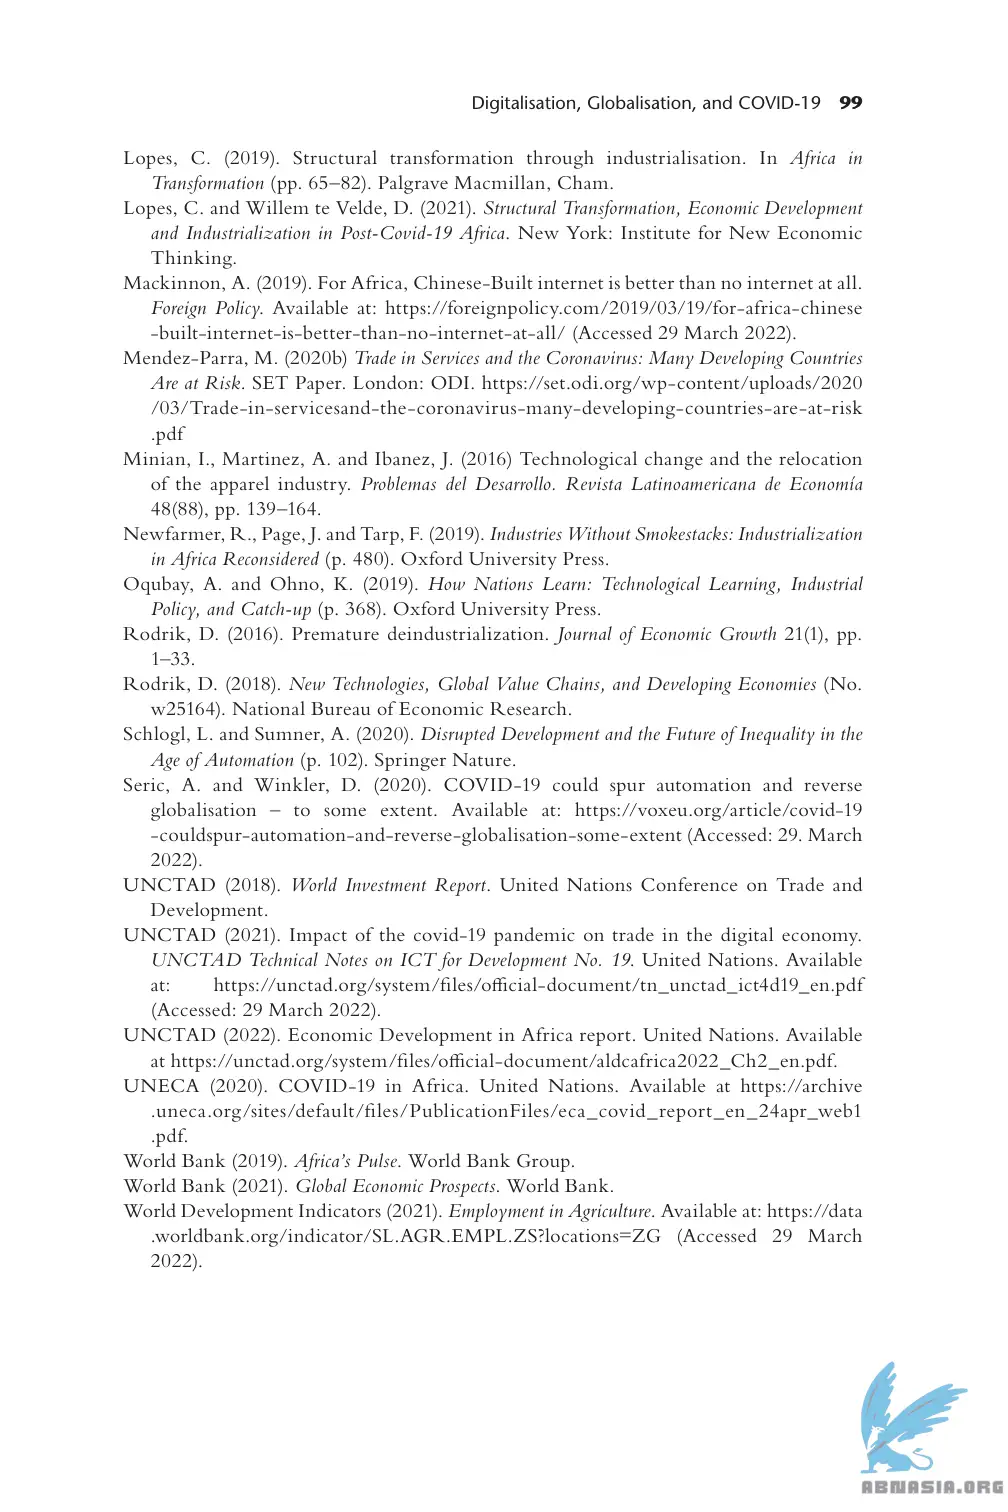 Digitalisation, Globalisation, and COVID-19 99
Lopes, C. (2019). Structural transformation through industrialisation. In Africa in
Transformation (pp. 65–82). Palgrave Macmillan, Cham.
Lopes, C. and Willem te Velde, D. (2021). Structural Transformation, Economic Development
and Industrialization in Post-Covid-19 Africa. New York: Institute for New Economic
Thinking.
Mackinnon, A. (2019). For Africa, Chinese-Built internet is better than no internet at all.
Foreign Policy. Available at: https://foreignpolicy.com/2019/03/19/for-africa-chinese
-built-internet-is-better-than-no-internet-at-all/ (Accessed 29 March 2022).
Mendez-Parra, M. (2020b) Trade in Services and the Coronavirus: Many Developing Countries
Are at Risk. SET Paper. London: ODI. https://set.odi.org/wp-content/uploads/2020
/03/Trade-in-servicesand-the-coronavirus-many-developing-countries-are-at-risk
.pdf
Minian, I., Martinez, A. and Ibanez, J. (2016) Technological change and the relocation
of the apparel industry. Problemas del Desarrollo. Revista Latinoamericana de Economía
48(88), pp. 139–164.
Newfarmer, R., Page, J. and Tarp, F. (2019). Industries Without Smokestacks: Industrialization
in Africa Reconsidered (p. 480). Oxford University Press.
Oqubay, A. and Ohno, K. (2019). How Nations Learn: Technological Learning, Industrial
Policy, and Catch-up (p. 368). Oxford University Press.
Rodrik, D. (2016). Premature deindustrialization. Journal of Economic Growth 21(1), pp.
1–33.
Rodrik, D. (2018). New Technologies, Global Value Chains, and Developing Economies (No.
w25164). National Bureau of Economic Research.
Schlogl, L. and Sumner, A. (2020). Disrupted Development and the Future of Inequality in the
Age of Automation (p. 102). Springer Nature.
Seric, A. and Winkler, D. (2020). COVID-19 could spur automation and reverse
globalisation – to some extent. Available at: https://voxeu.org/article/covid-19
-couldspur-automation-and-reverse-globalisation-some-extent (Accessed: 29. March
2022).
UNCTAD (2018). World Investment Report. United Nations Conference on Trade and
Development.
UNCTAD (2021). Impact of the covid-19 pandemic on trade in the digital economy.
UNCTAD Technical Notes on ICT for Development No. 19. United Nations. Available
at: https://unctad.org/system/files/official-document/tn_unctad_ict4d19_en.pdf
(Accessed: 29 March 2022).
UNCTAD (2022). Economic Development in Africa report. United Nations. Available
at https://unctad.org/system/files/official-document/aldcafrica2022_Ch2_en.pdf.
UNECA (2020). COVID-19 in Africa. United Nations. Available at https://archive
.uneca.org/sites/default/files/PublicationFiles/eca_covid_report_en_24apr_web1
.pdf.
World Bank (2019). Africa's Pulse. World Bank Group.
World Bank (2021). Global Economic Prospects. World Bank.
World Development Indicators (2021). Employment in Agriculture. Available at: https://data
.worldbank.org/indicator/SL.AGR.EMPL.ZS?locations=ZG (Accessed 29 March
2022).
ABNASIA.ORG